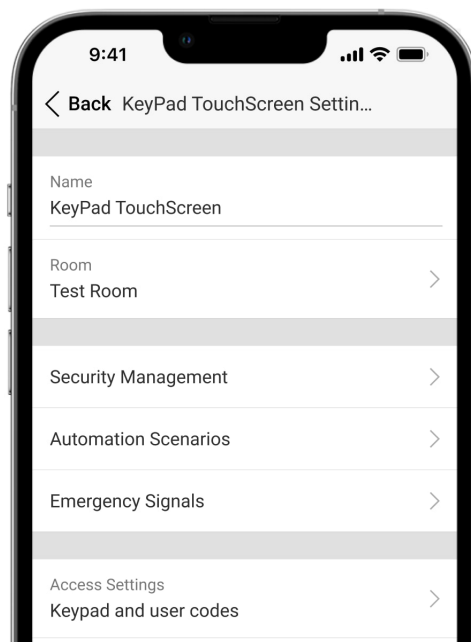 9:41
Back KeyPad TouchScreen Settin...
Name
KeyPad TouchScreen
Room
Test Room
Security Management
Automation Scenarios
Emergency Signals
Access Settings
Keypad and user codes